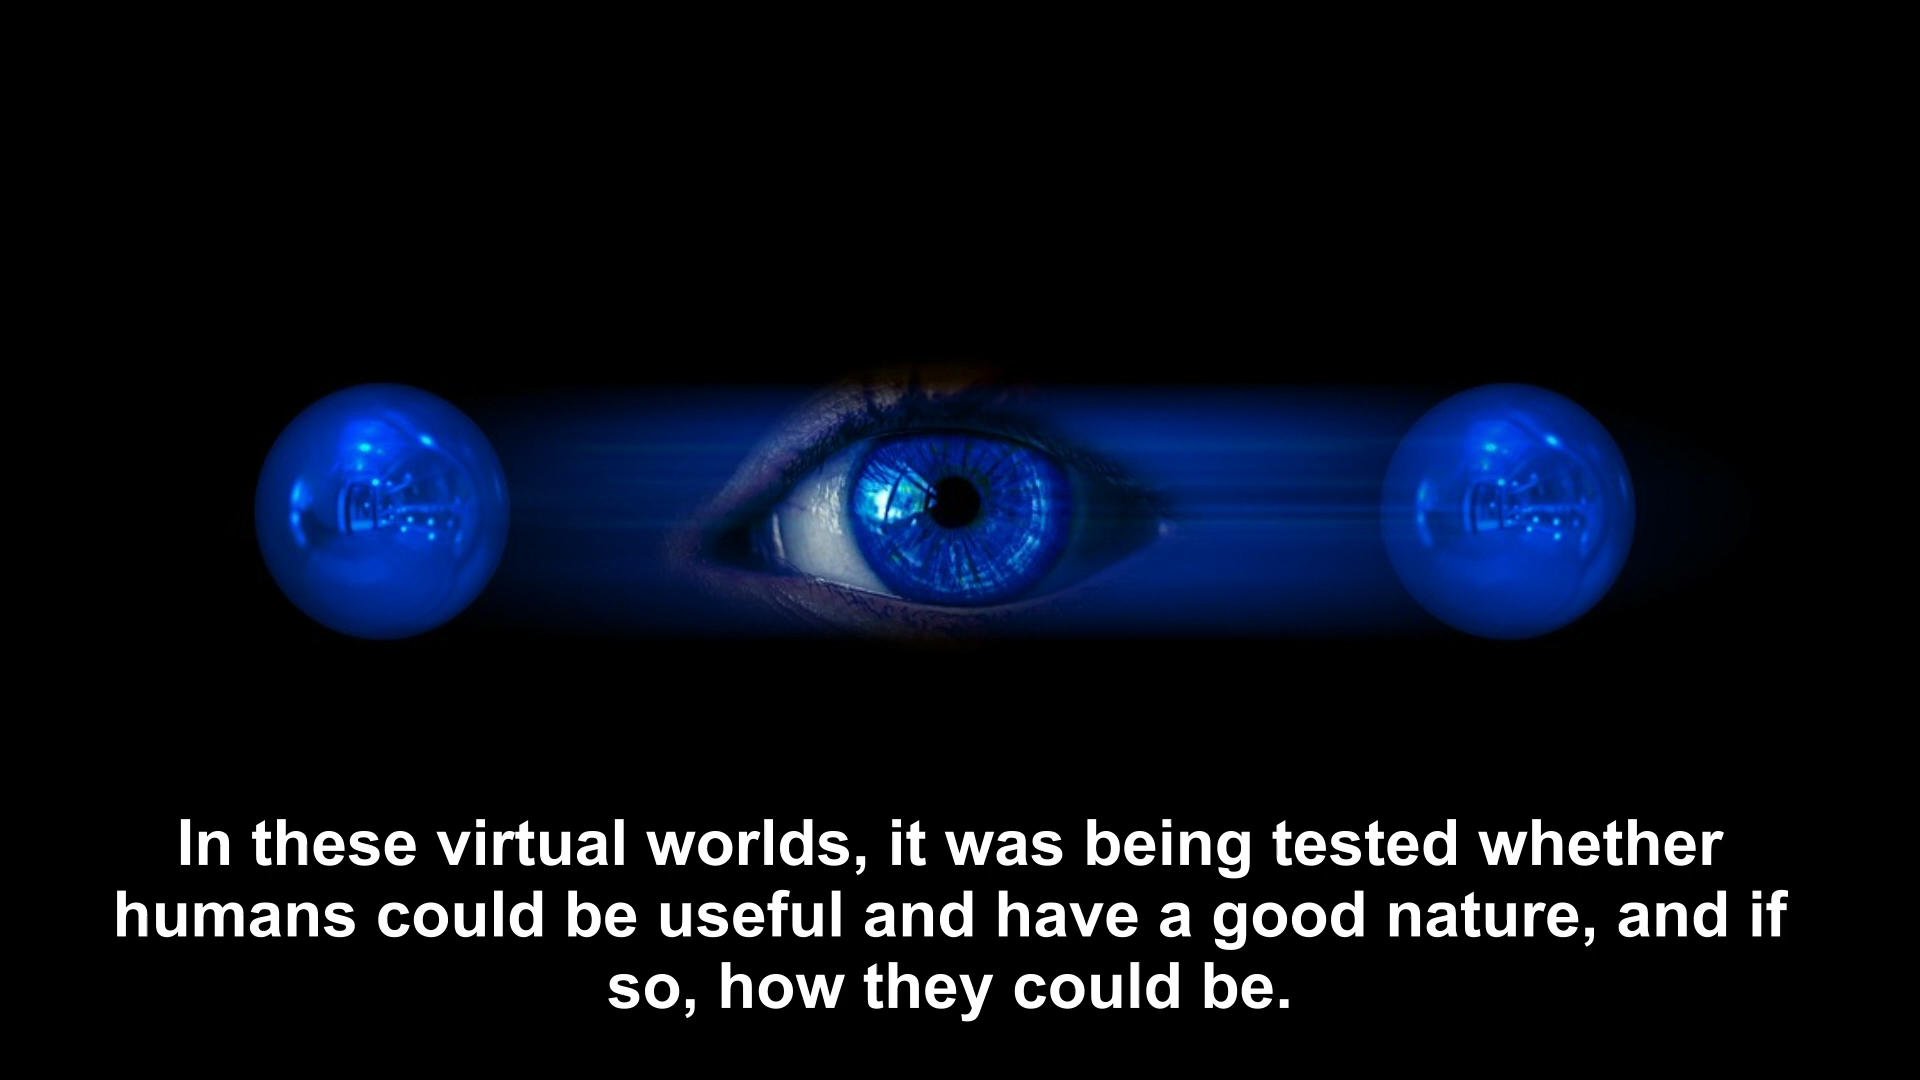 In these virtual worlds, it was being tested whether
humans could be useful and have a good nature, and if
so, how they could be.